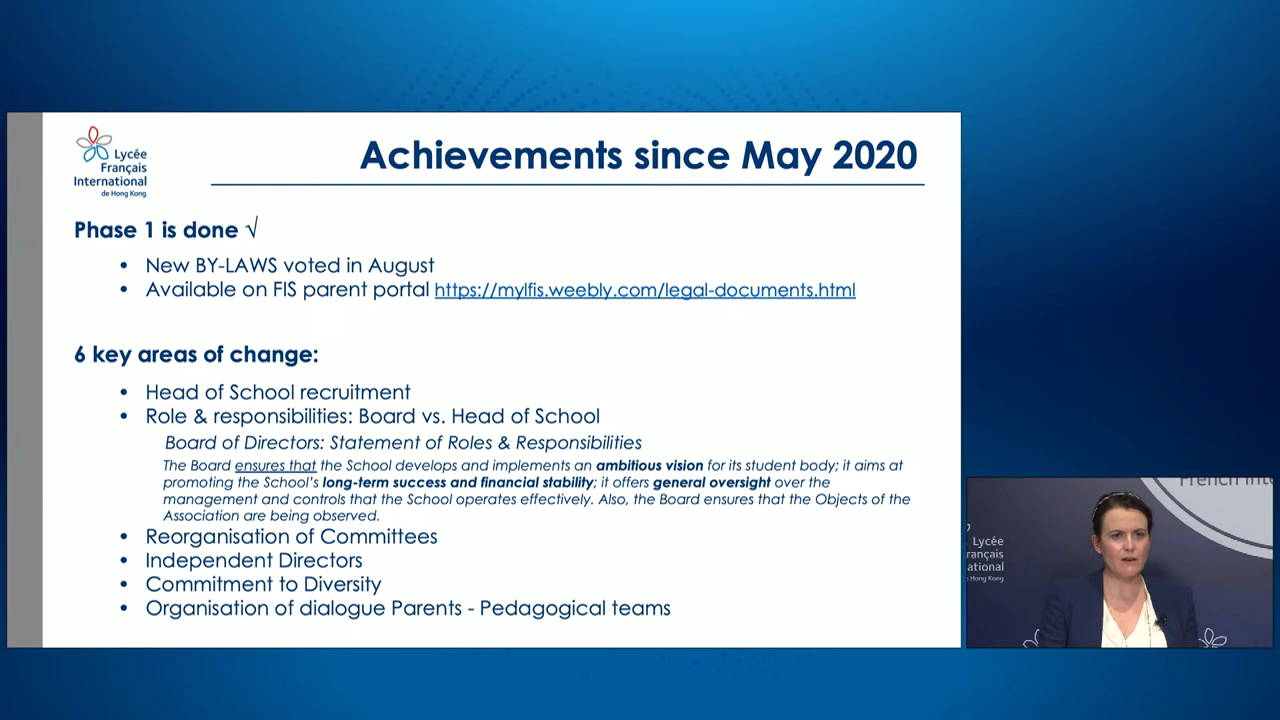 Lycée
Français
International
de Hong Kong
Achievements since May 2020
Phase 1 is done √
• New BY-LAWS voted in August
• Available on FIS parent portal https://mylfis.weebly.com/legal-documents.html
6 key areas of change:
• Head of School recruitment
• Role & responsibilities: Board vs. Head of School
Board of Directors: Statement of Roles & Responsibilities
The Board ensures that the School develops and implements an ambitious vision for its student body; it aims at
promoting the School's long-term success and financial stability; it offers general oversight over the
management and controls that the School operates effectively. Also, the Board ensures that the Objects of the
Association are being observed.
• Reorganisation of Committees
• Independent Directors
• Commitment to Diversity
• Organisation of dialogue Parents - Pedagogical teams
French Inte
Lycée
rançais
ational
Hong Kong